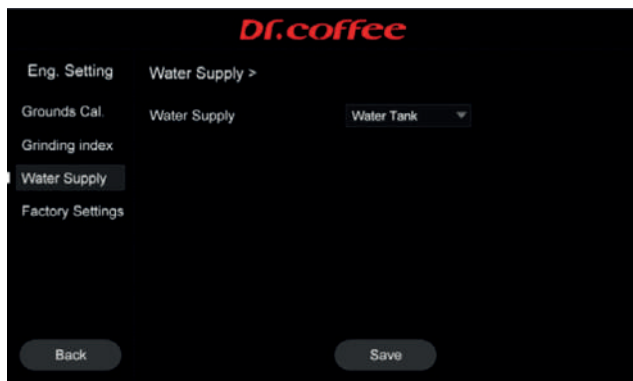 Dr.coffee
Eng. Setting
Water Supply >
Grounds Cal.
Water Supply
Water Tank
Grinding index
Water Supply
Factory Settings
Back
Save